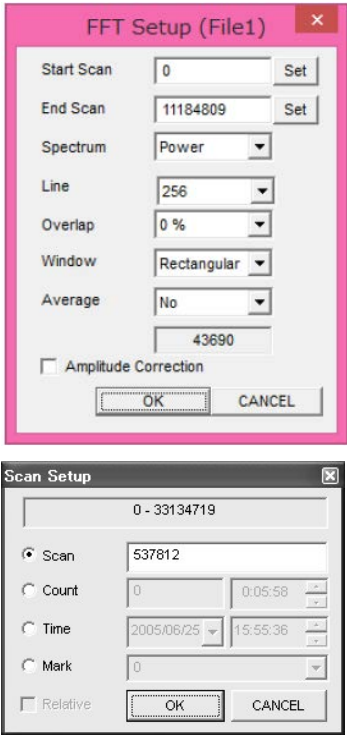 FFT Setup (File1) ×
Start Scan 0 Set
End Scan 11184809 Set
Spectrum Power
Line 256
Overlap 0 %
Window Rectangular
Average No
43690
Amplitude Correction
OK CANCEL
Scan Setup
0 - 33134719
Scan 537812
Count 0 0:05:58
Time 2005/06/25 15:55:36
Mark 0
Relative OK CANCEL